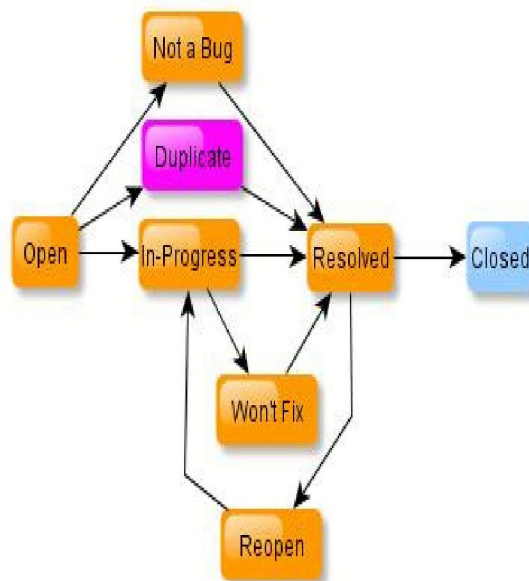 Not a Bug
Duplicate
Open
In-Progress
Resolved
Closed
Won't Fix
Reopen